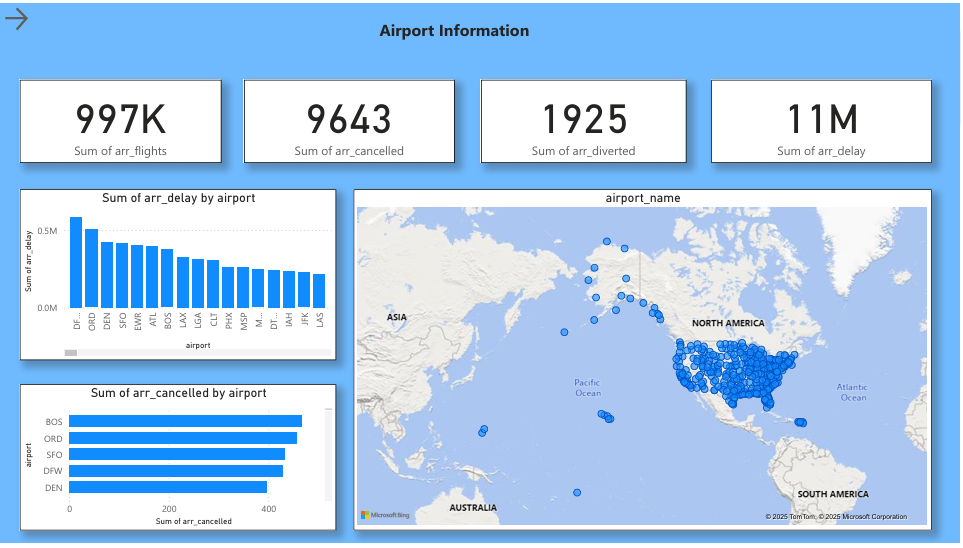 Airport Information
997K
Sum of arr_flights
9643
Sum of arr_cancelled
1925
Sum of arr_diverted
11M
Sum of arr_delay
Sum of arr_delay by airport
Sum of arr_delay
0.5M
0.0M
DF...
ORD
DEN
SFO
EWR
ATL
BOS
LAX
LGA
CLT
PHX
MSP
M...
DT...
IAH
JFK
LAS
airport
Sum of arr_cancelled by airport
airport
BOS
ORD
SFO
DFW
DEN
0
200
400
Sum of arr_cancelled
airport_name
ASIA
NORTH AMERICA
Pacific
Ocean
Atlantic
Ocean
SOUTH AMERICA
AUSTRALIA
Microsoft Bing
© 2025 TomTom, © 2025 Microsoft Corporation